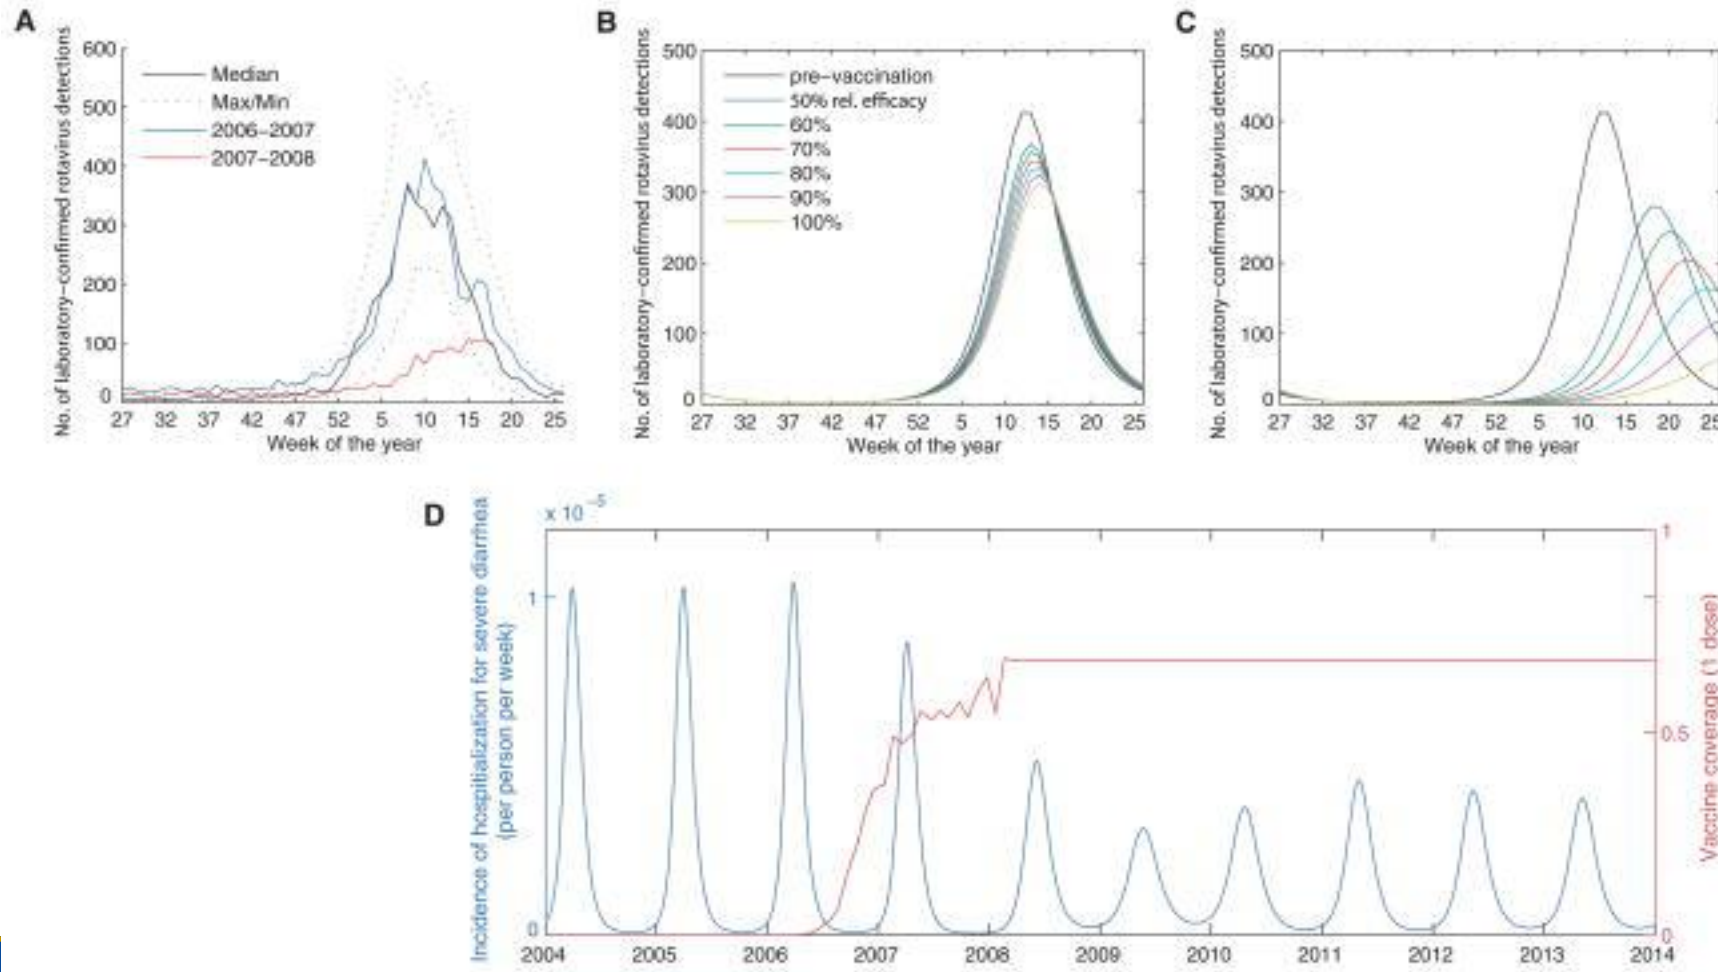 A
No. of laboratory-confirmed rotavirus detections
600
500
400
300
200
100
0
Median
Max/Min
2006-2007
2007-2008
27 32 37 42 47 52 5 10 15 20 25
Week of the year
B
No. of laboratory-confirmed rotavirus detections
500
400
300
200
100
0
pre-vaccination
50% rel. efficacy
60%
70%
80%
90%
100%
27 32 37 42 47 52 5 10 15 20 25
Week of the year
C
No. of laboratory-confirmed rotavirus detections
500
400
300
200
100
0
27 32 37 42 47 52 5 10 15 20 25
Week of the year
D
Incidence of hospitialization for severe diarrhea
(per person per week)
x 10 -5
1
0
1
0.5
0
Vaccine coverage (1 dose)
2004 2005 2006 2007 2008 2009 2010 2011 2012 2013 2014